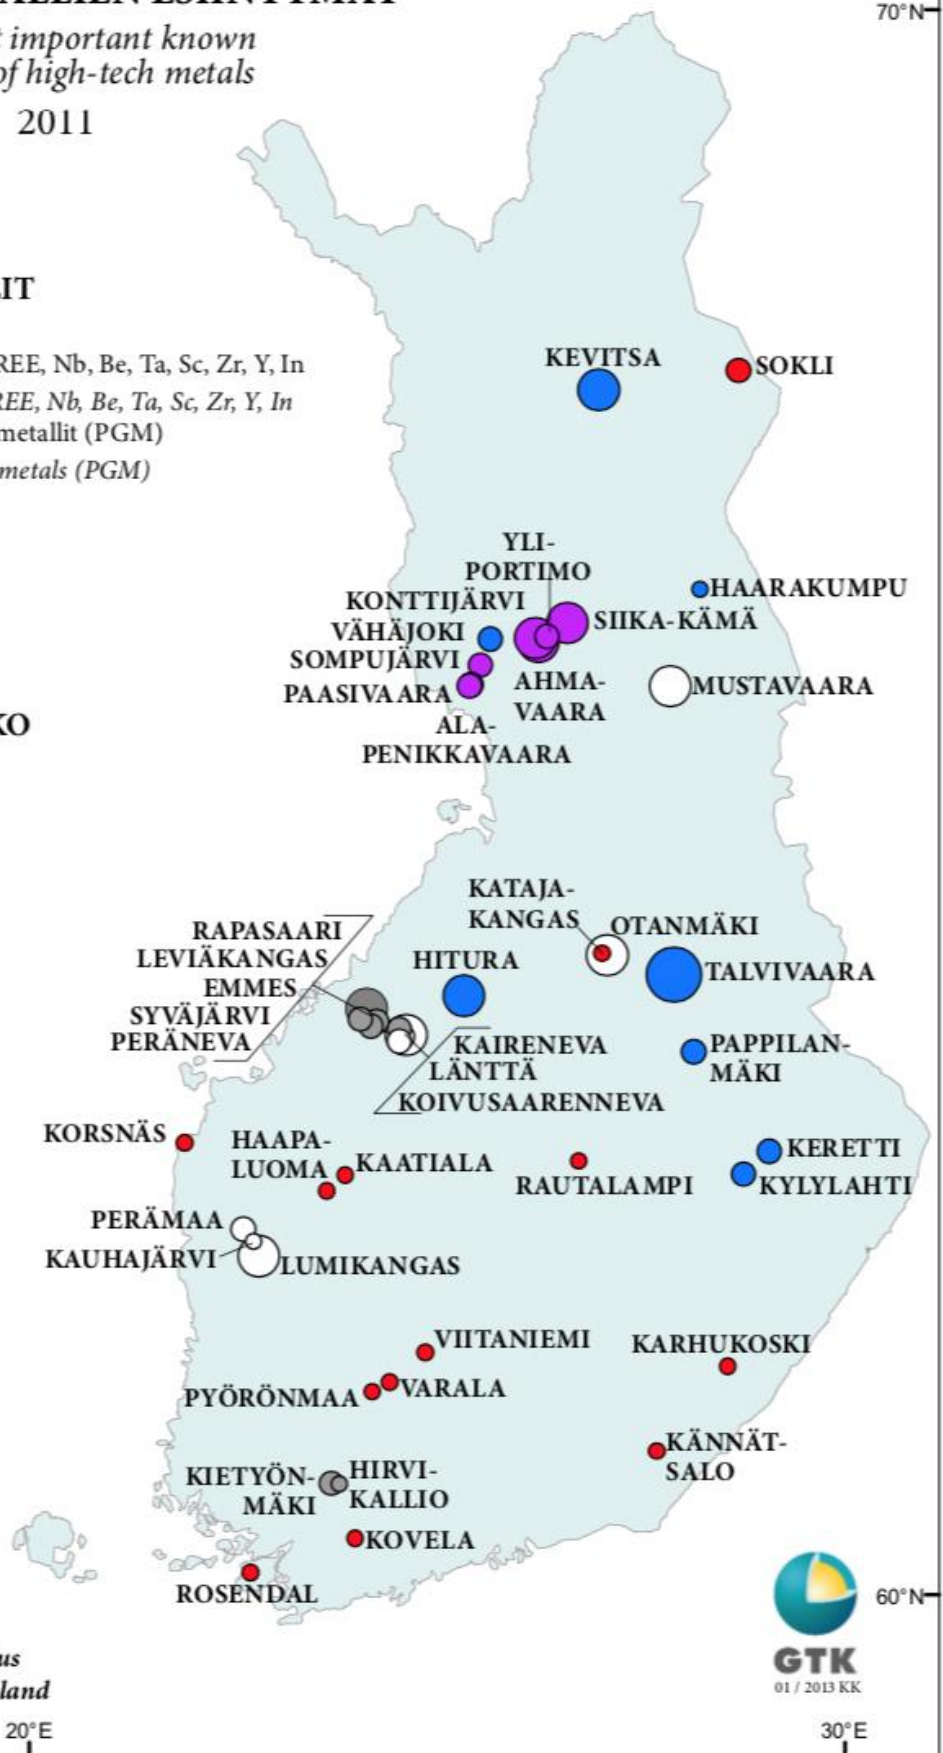 t important known
of high-tech metals
2011
70°N
IT
REE, Nb, Be, Ta, Sc, Zr, Y, In
REE, Nb, Be, Ta, Sc, Zr, Y, In
metallit (PGM)
metals (PGM)
KEVITSA
SOKLI
YLI-
PORTIMO
KONTTIJÄRVI
VÄHÄJOKI
SOMPUJÄRVI
PAASIVAARA
HAARAKUMPU
SIIKA-KÄMÄ
AHMA-
VAARA
MUSTAVAARA
ALA-
PENIKKAVAARA
KO
KATAJA-
KANGAS
OTANMÄKI
RAPASAARI
LEVIÄKANGAS
EMMES
SYVÄJÄRVI
PERÄNEVA
HITURA
TALVIVAARA
KAIRENEVA
LÄNTTÄ
KOIVUSAARENNEVA
PAPPILAN-
MÄKI
KORSNÄS
HAAPA-
LUOMA
KAATIALA
RAUTALAMPI
KERETTI
KYLYLAHTI
PERÄMAA
KAUHAJÄRVI
LUMIKANGAS
VIITANIEMI
KARHUKOSKI
PYÖRÖNMAA
VARALA
KÄNNÄT-
SALO
KIETYÖN-
MÄKI
HIRVI-
KALLIO
KOVELA
ROSENDAL
60°N
GTK
01 / 2013 KK
us
land
20°E
30°E